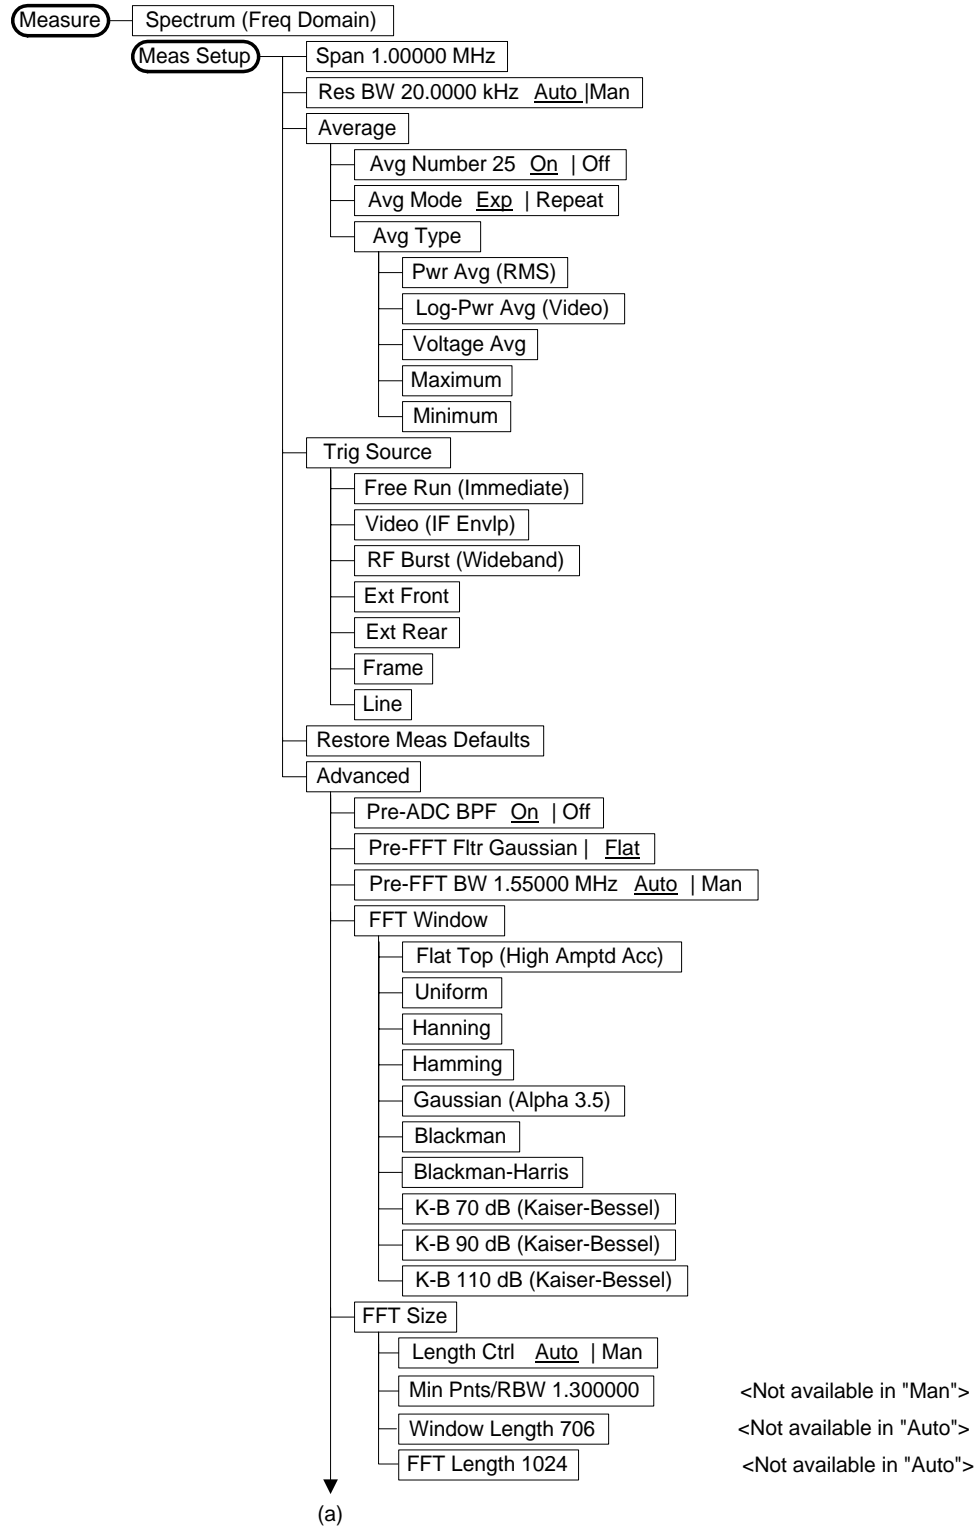 Measure Spectrum (Freq Domain)
Meas Setup Span 1.00000 MHz
Res BW 20.0000 kHz Auto |Man
Average
Avg Number 25 On | Off
Avg Mode Exp | Repeat
Avg Type
Pwr Avg (RMS)
Log-Pwr Avg (Video)
Voltage Avg
Maximum
Minimum
Trig Source
Free Run (Immediate)
Video (IF Envlp)
RF Burst (Wideband)
Ext Front
Ext Rear
Frame
Line
Restore Meas Defaults
Advanced
Pre-ADC BPF On | Off
Pre-FFT Fltr Gaussian | Flat
Pre-FFT BW 1.55000 MHz Auto | Man
FFT Window
Flat Top (High Amptd Acc)
Uniform
Hanning
Hamming
Gaussian (Alpha 3.5)
Blackman
Blackman-Harris
K-B 70 dB (Kaiser-Bessel)
K-B 90 dB (Kaiser-Bessel)
K-B 110 dB (Kaiser-Bessel)
FFT Size
Length Ctrl Auto | Man
Min Pnts/RBW 1.300000 <Not available in "Man">
Window Length 706 <Not available in "Auto">
FFT Length 1024 <Not available in "Auto">
(a)